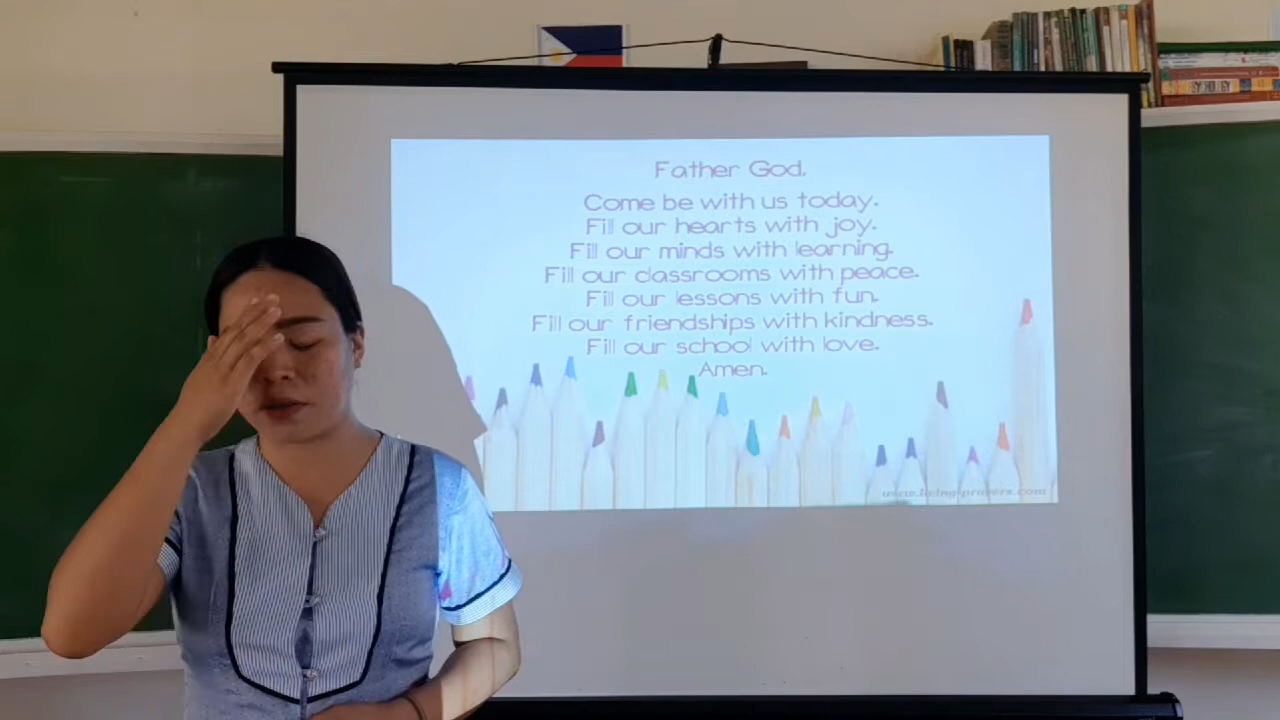 Father God,
Come be with us today.
Fill our hearts with joy.
Fill our minds with learning.
Fill our classrooms with peace.
Fill our lessons with fun.
Fill our friendships with kindness.
Fill our school with love.
Amen.